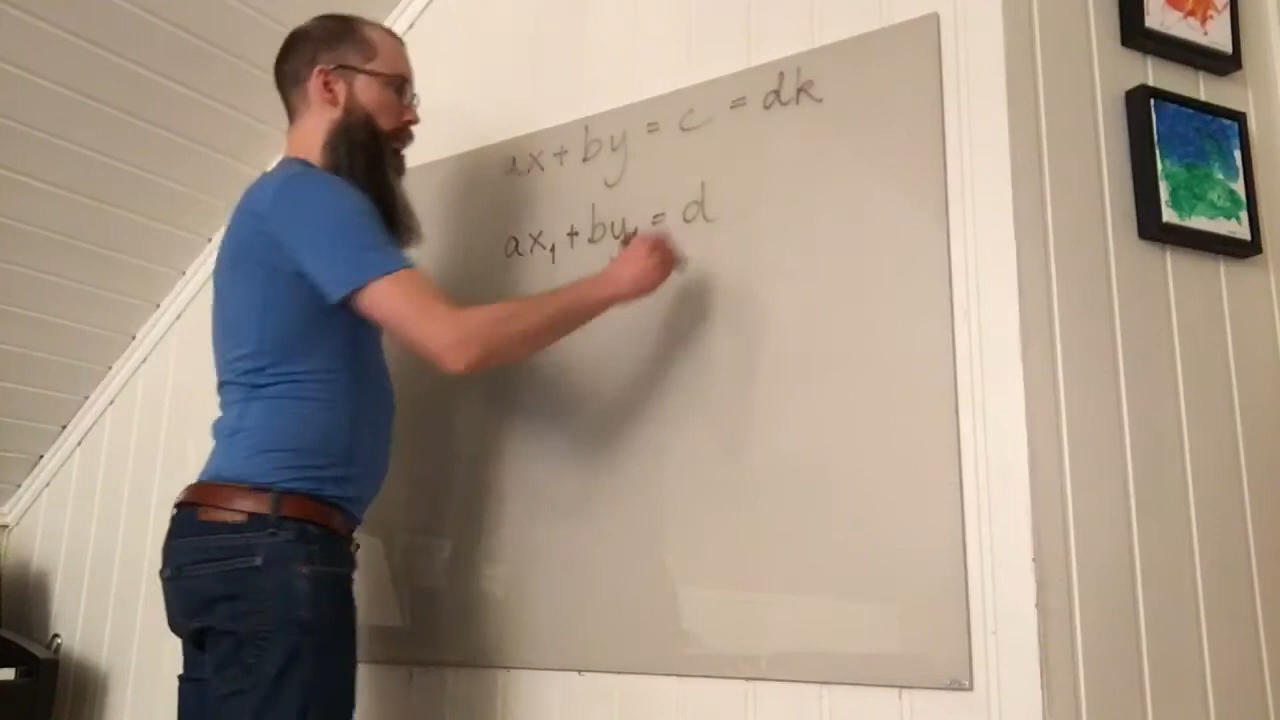 ax + by = c = dk
ax₁ + by₁ = d